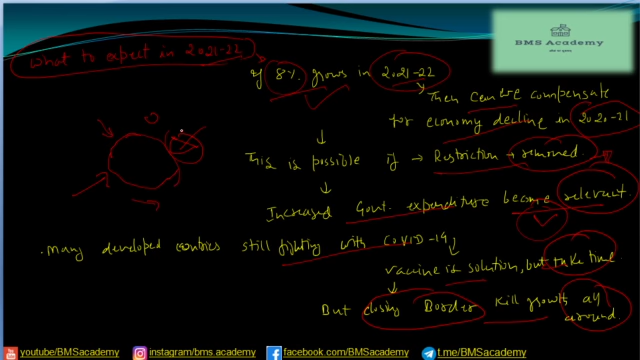 What to expect in 2021-22
BMS Academy
If 8% grows in 2021-22
Then can we compensate
for economy decline in 2020-21
This is possible if → Restriction → removed
Increased Govt. expenditure become relevant
. Many developed contries still fighting with COVID-19
vaccine is solution, but take time
But closing Border kill growth all
around.
youtube/BMSacademy
instagram/bms.academy
facebook.com/BMSacademy
t.me/BMSacademy